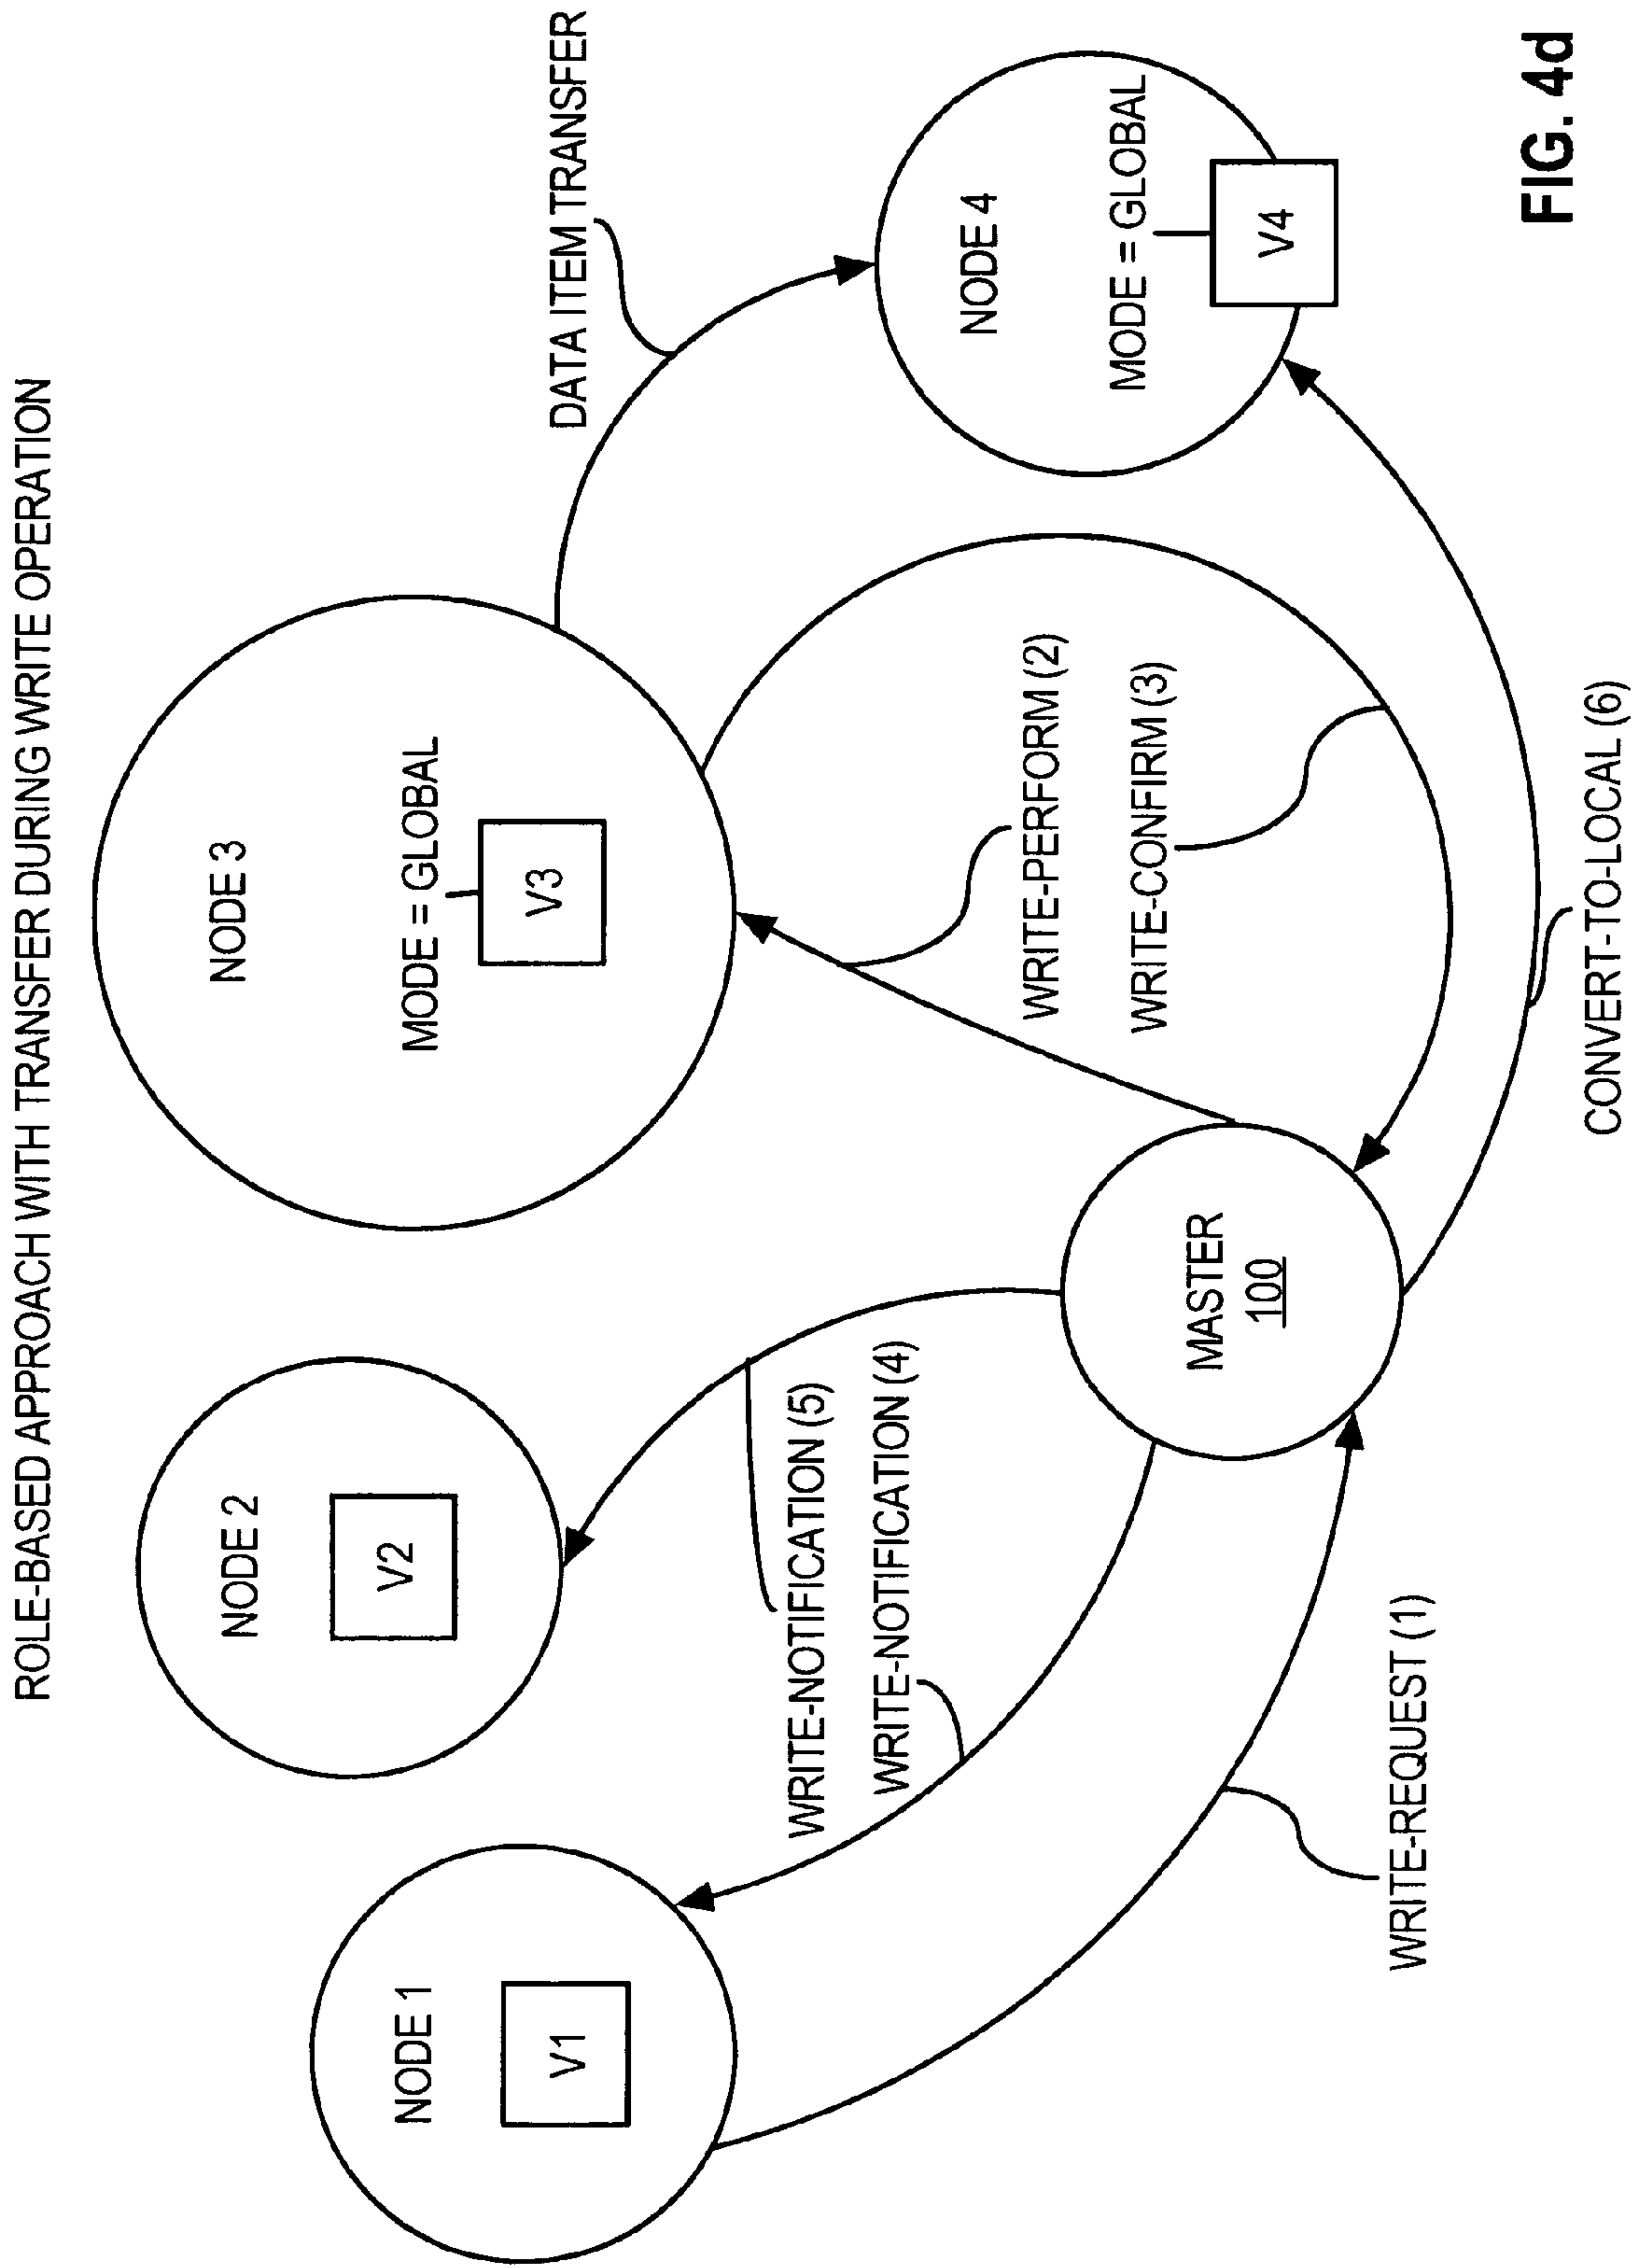 ROLE-BASED APPROACH WITH TRANSFER DURING WRITE OPERATION
NODE 1
V1
NODE 2
V2
NODE 3
MODE = GLOBAL
V3
DATA ITEM TRANSFER
NODE 4
MODE = GLOBAL
V4
WRITE-NOTIFICATION (5)
WRITE-NOTIFICATION (4)
WRITE-PERFORM (2)
WRITE-CONFIRM (3)
MASTER
100
WRITE-REQUEST (1)
CONVERT-TO-LOCAL (6)
FIG. 4d